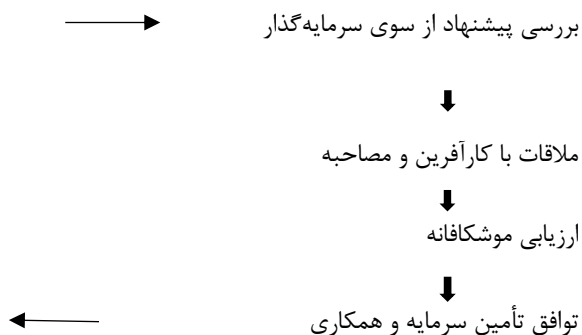 بررسی پیشنهاد از سوی سرمایه‌گذار
ملاقات با کارآفرین و مصاحبه
ارزیابی موشکافانه
توافق تأمین سرمایه و همکاری